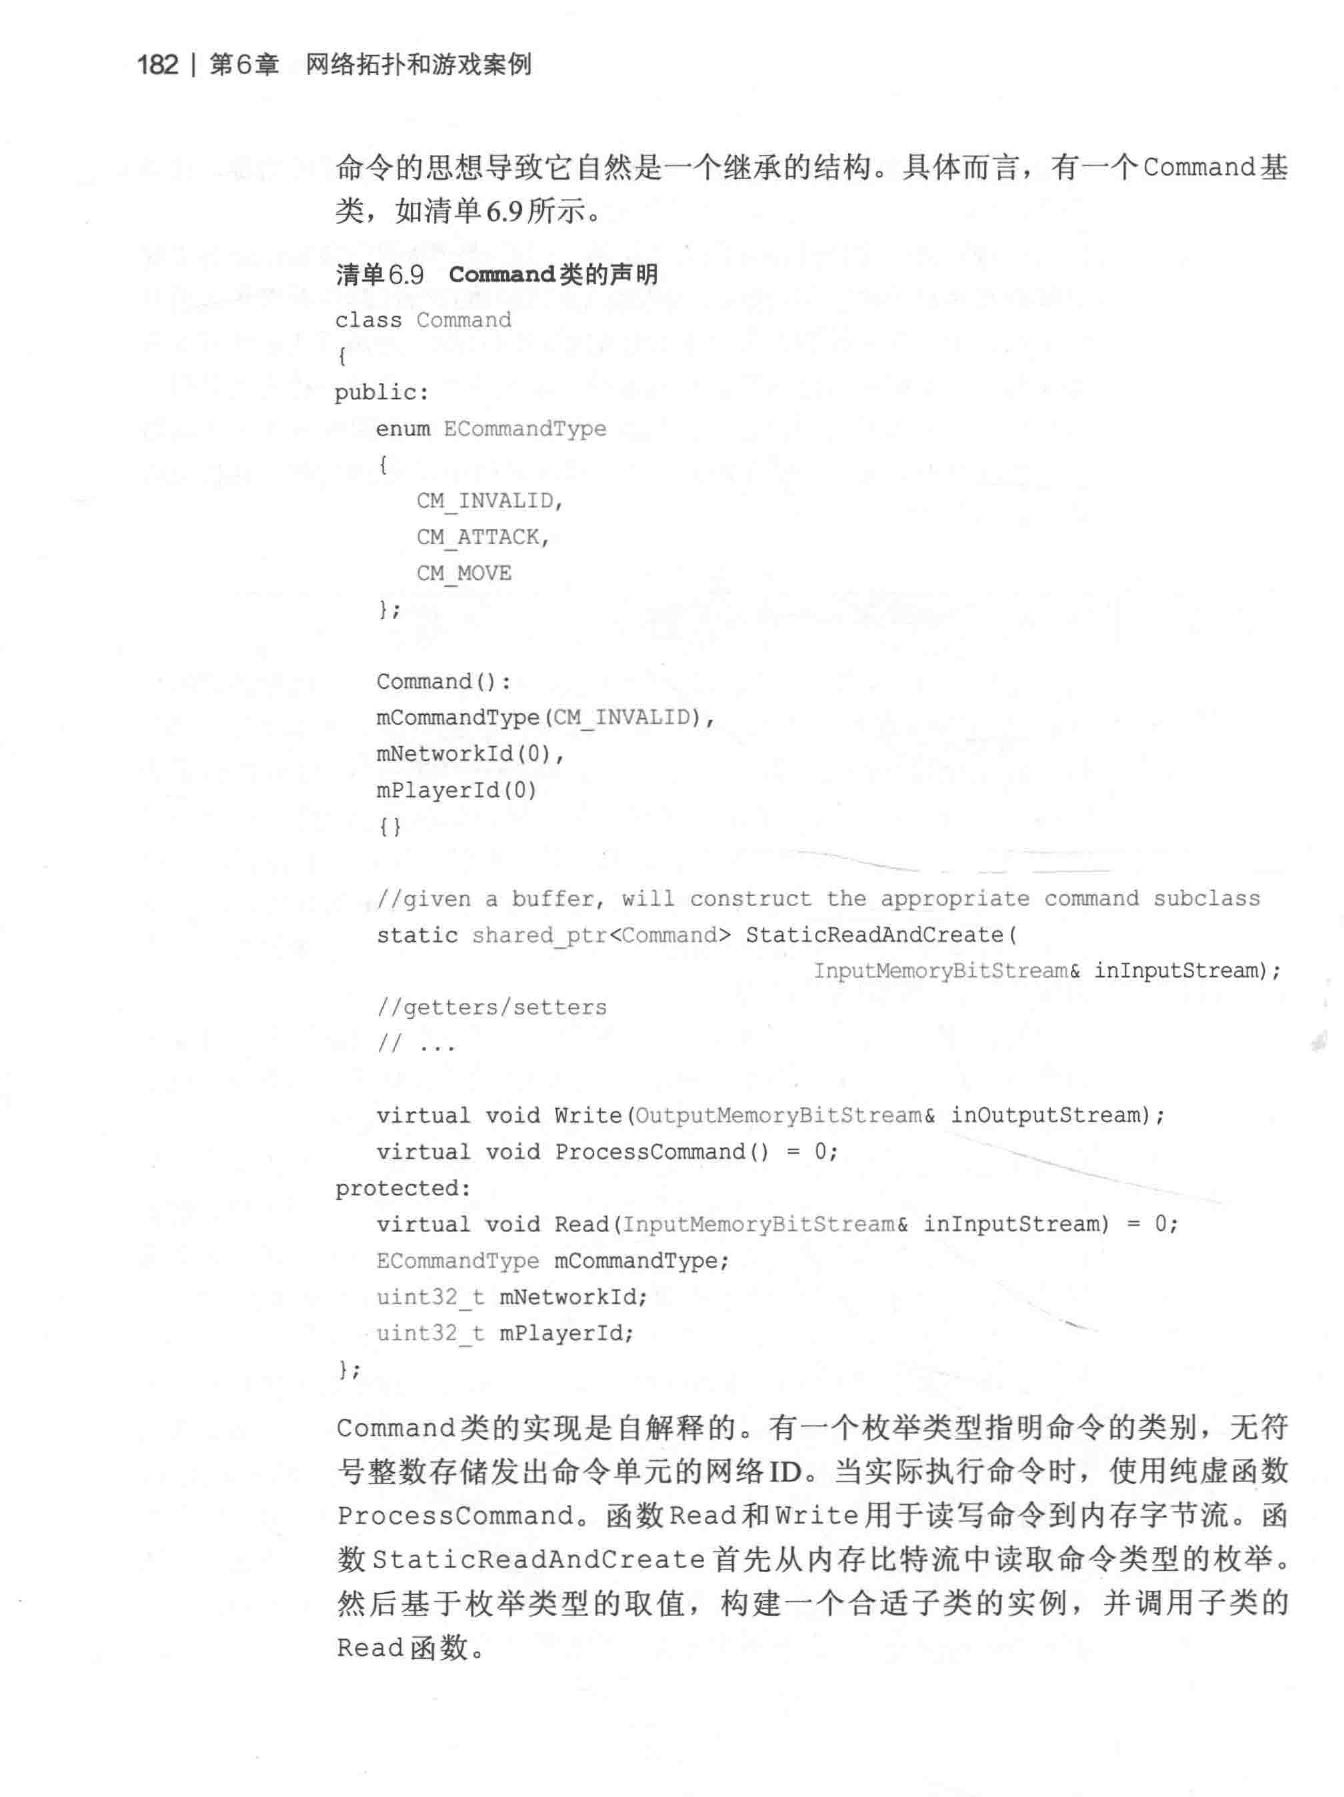 182 | 第6章 网络拓扑和游戏案例
命令的思想导致它自然是一个继承的结构。具体而言，有一个Command基
类，如清单6.9所示。
清单6.9 Command类的声明
class Command
{
public:
enum ECommandType
{
CM_INVALID,
CM_ATTACK,
CM_MOVE
};
Command():
mCommandType(CM_INVALID),
mNetworkId(0),
mPlayerId(0)
{}
//given a buffer, will construct the appropriate command subclass
static shared_ptr<Command> StaticReadAndCreate(
InputMemoryBitStream& inInputStream);
//getters/setters
// ...
virtual void Write(OutputMemoryBitStream& inOutputStream);
virtual void ProcessCommand() = 0;
protected:
virtual void Read(InputMemoryBitStream& inInputStream) = 0;
ECommandType mCommandType;
uint32_t mNetworkId;
uint32_t mPlayerId;
};
Command类的实现是自解释的。有一个枚举类型指明命令的类别，无符
号整数存储发出命令单元的网络ID。当实际执行命令时，使用纯虚函数
ProcessCommand。函数Read和Write用于读写命令到内存字节流。函
数StaticReadAndCreate首先从内存比特流中读取命令类型的枚举。
然后基于枚举类型的取值，构建一个合适子类的实例，并调用子类的
Read函数。